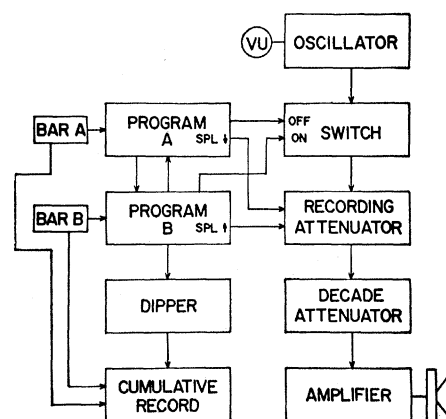 VU
OSCILLATOR
BAR A
PROGRAM
A
SPL ↓
OFF
ON
SWITCH
BAR B
PROGRAM
B
SPL ↑
RECORDING
ATTENUATOR
DIPPER
DECADE
ATTENUATOR
CUMULATIVE
RECORD
AMPLIFIER